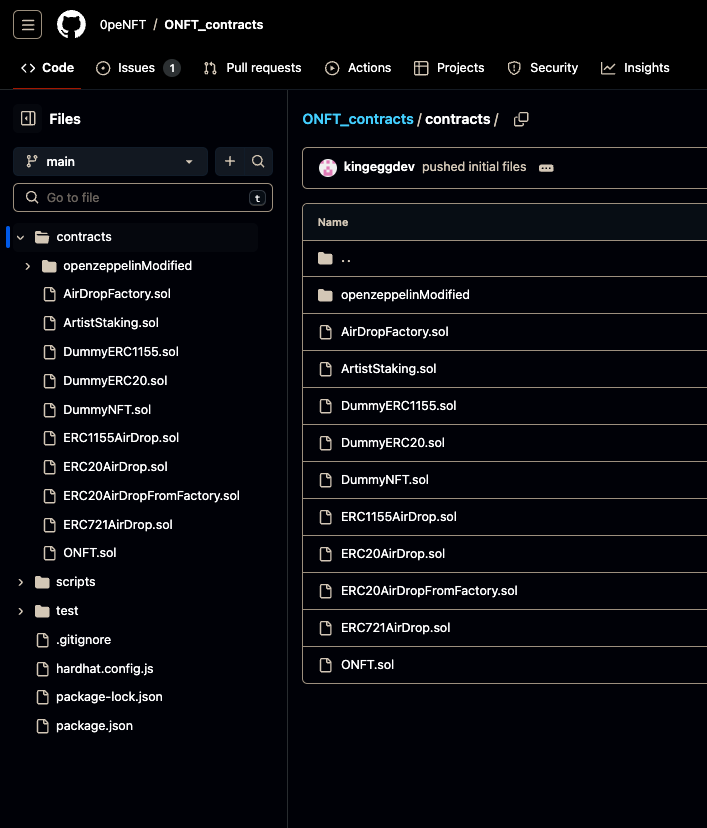 0peNFT / ONFT_contracts
Code Issues 1 Pull requests Actions Projects Security Insights
Files
main
Go to file t
contracts
openzeppelinModified
AirDropFactory.sol
ArtistStaking.sol
DummyERC1155.sol
DummyERC20.sol
DummyNFT.sol
ERC1155AirDrop.sol
ERC20AirDrop.sol
ERC20AirDropFromFactory.sol
ERC721AirDrop.sol
ONFT.sol
scripts
test
.gitignore
hardhat.config.js
package-lock.json
package.json
ONFT_contracts / contracts /
kingeggdev pushed initial files
Name
..
openzeppelinModified
AirDropFactory.sol
ArtistStaking.sol
DummyERC1155.sol
DummyERC20.sol
DummyNFT.sol
ERC1155AirDrop.sol
ERC20AirDrop.sol
ERC20AirDropFromFactory.sol
ERC721AirDrop.sol
ONFT.sol